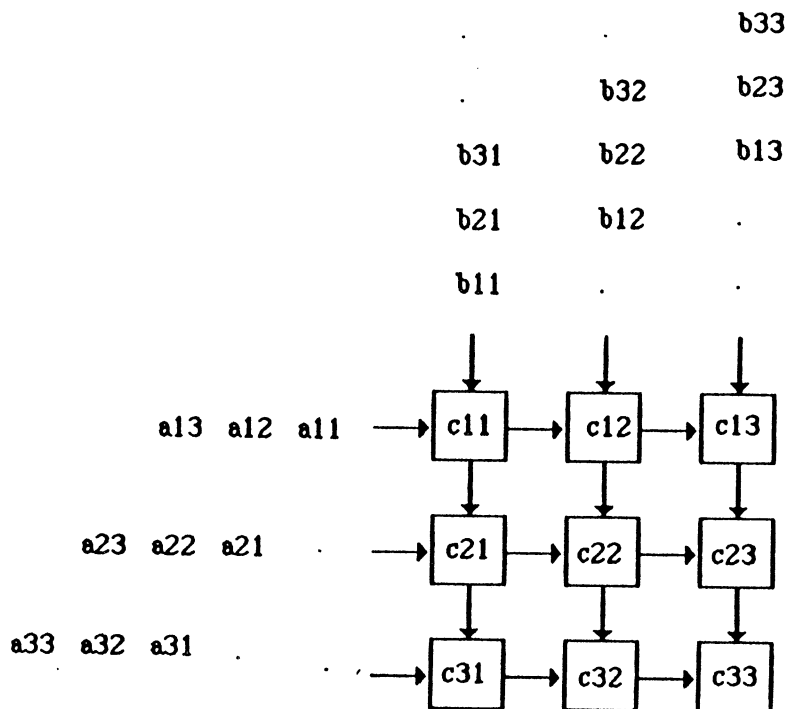 . . b33
. b32 b23
b31 b22 b13
b21 b12 .
b11 . .
a13 a12 a11 c11 c12 c13
a23 a22 a21 . c21 c22 c23
a33 a32 a31 . . c31 c32 c33